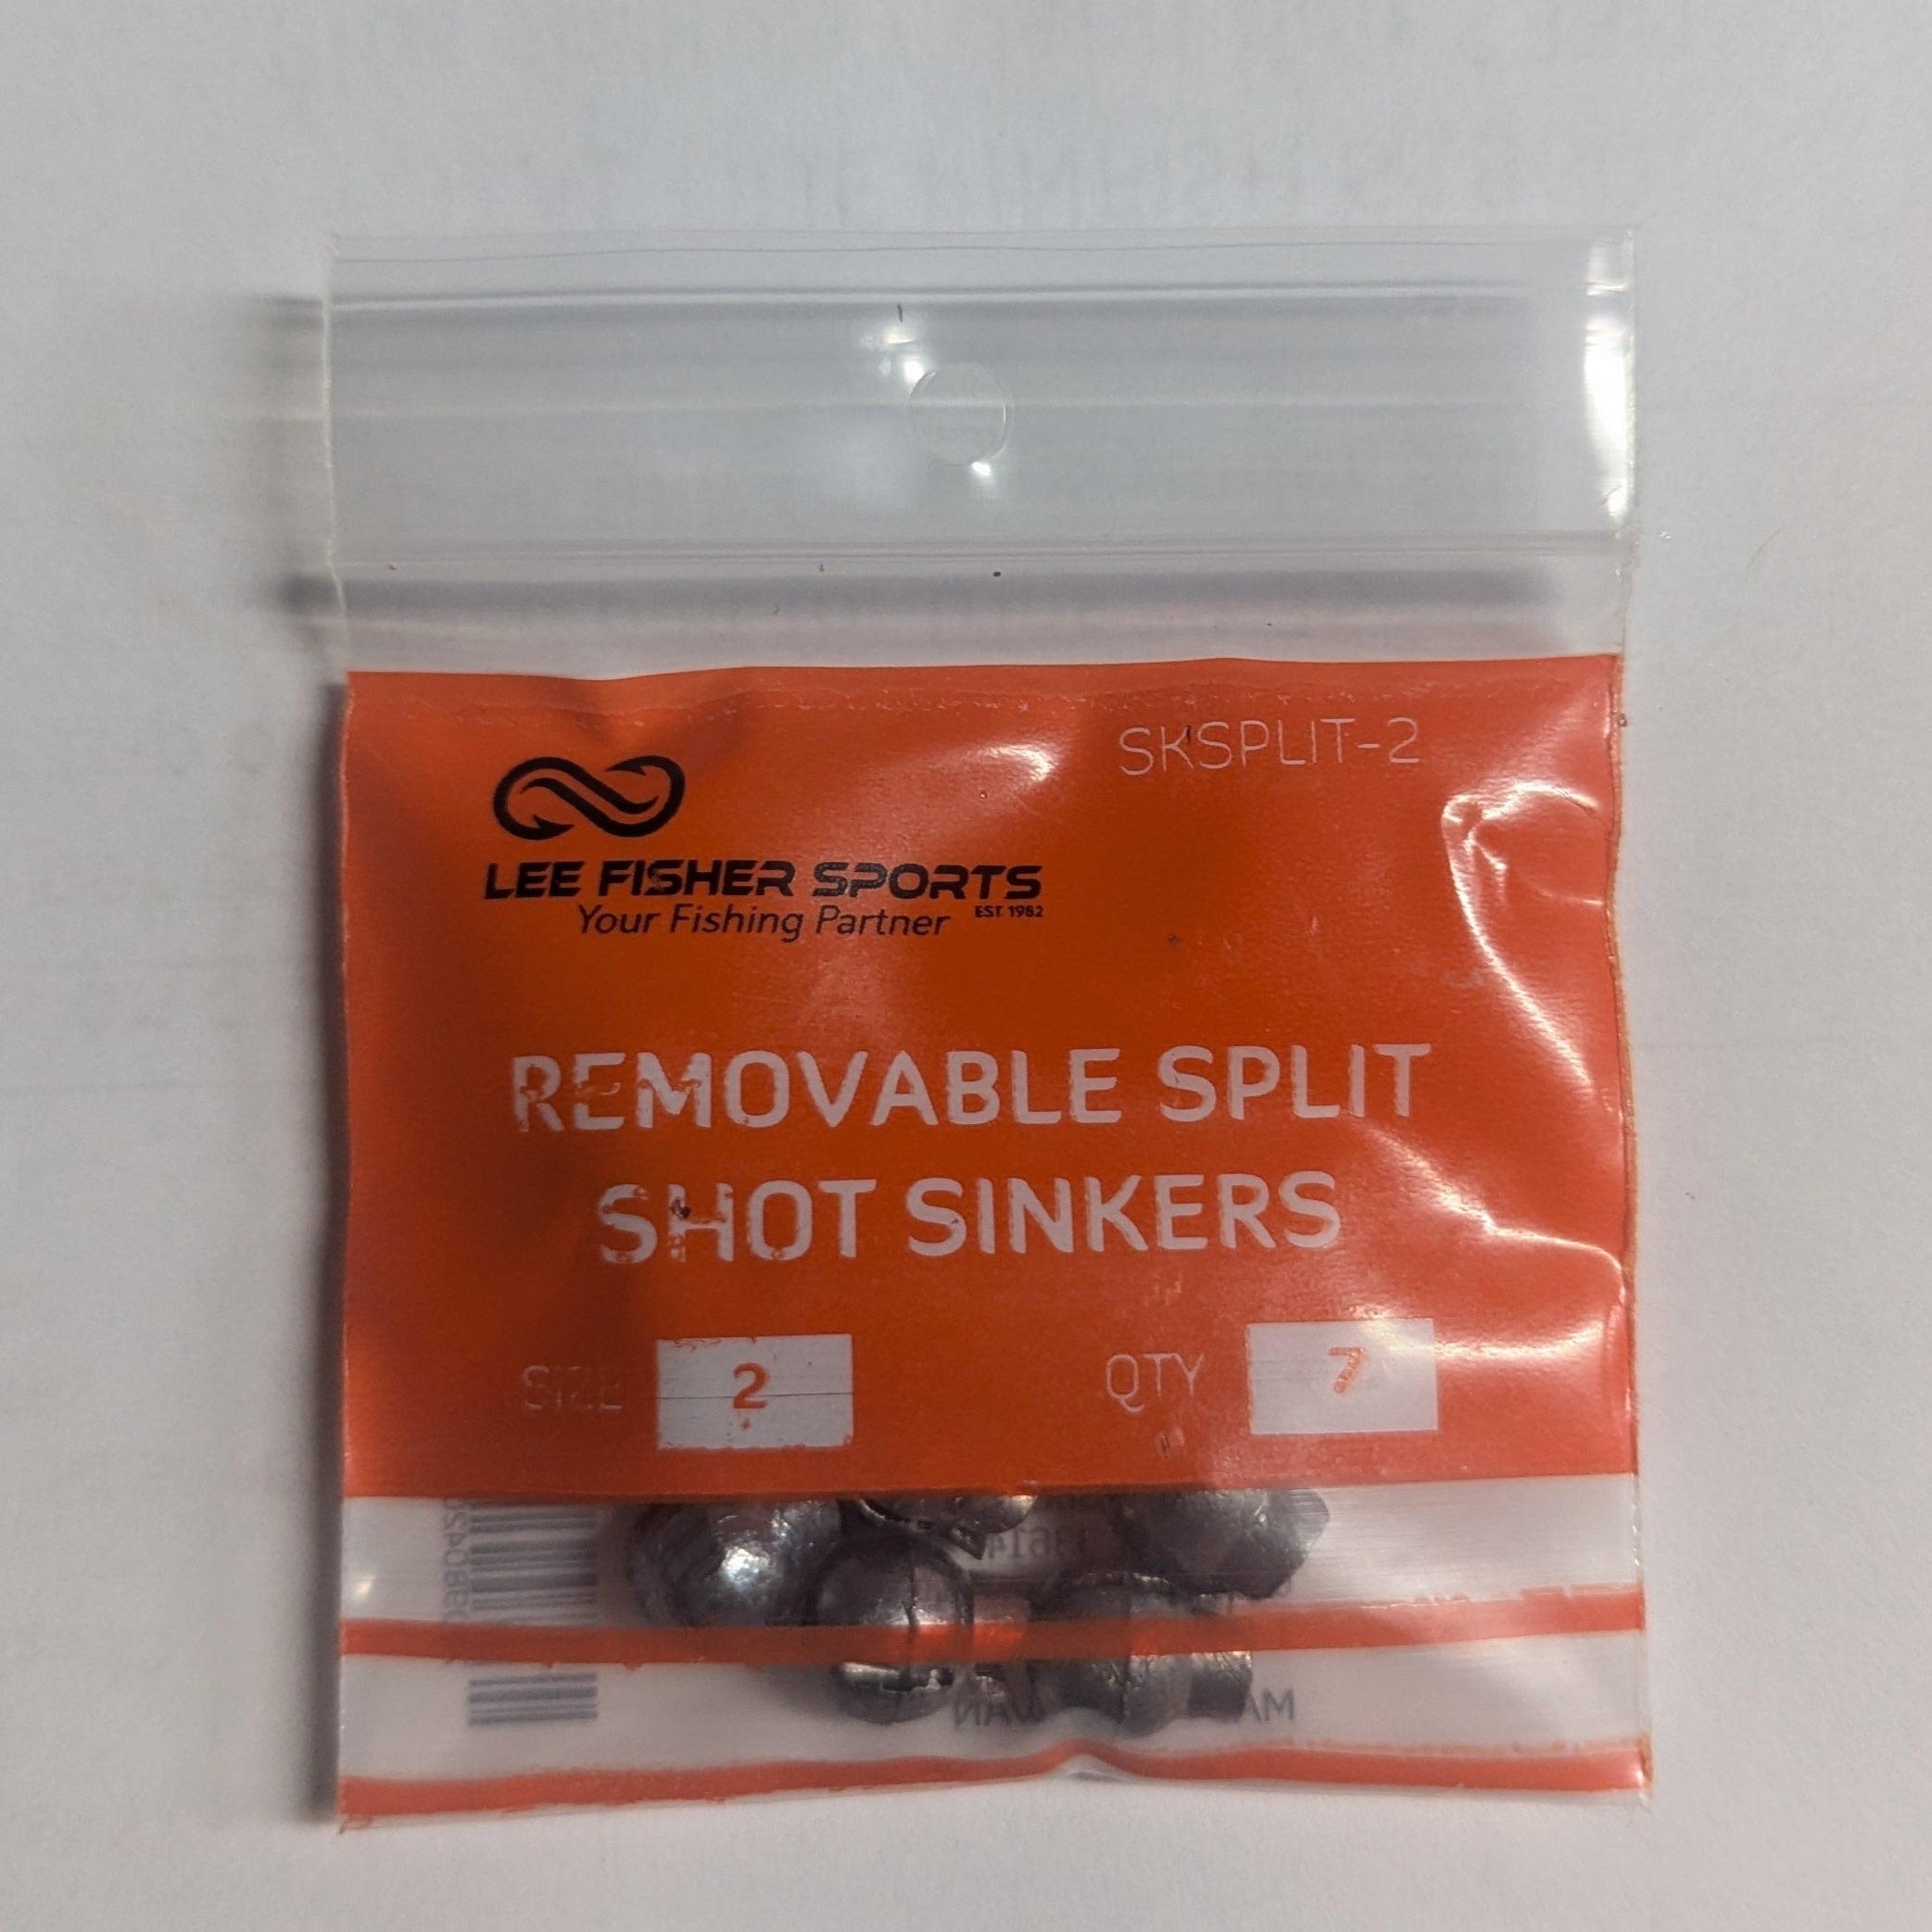 SKSPLIT-2
LEE FISHER SPORTS
Your Fishing Partner EST. 1982
REMOVABLE SPLIT
SHOT SINKERS
SIZE 2 QTY 7